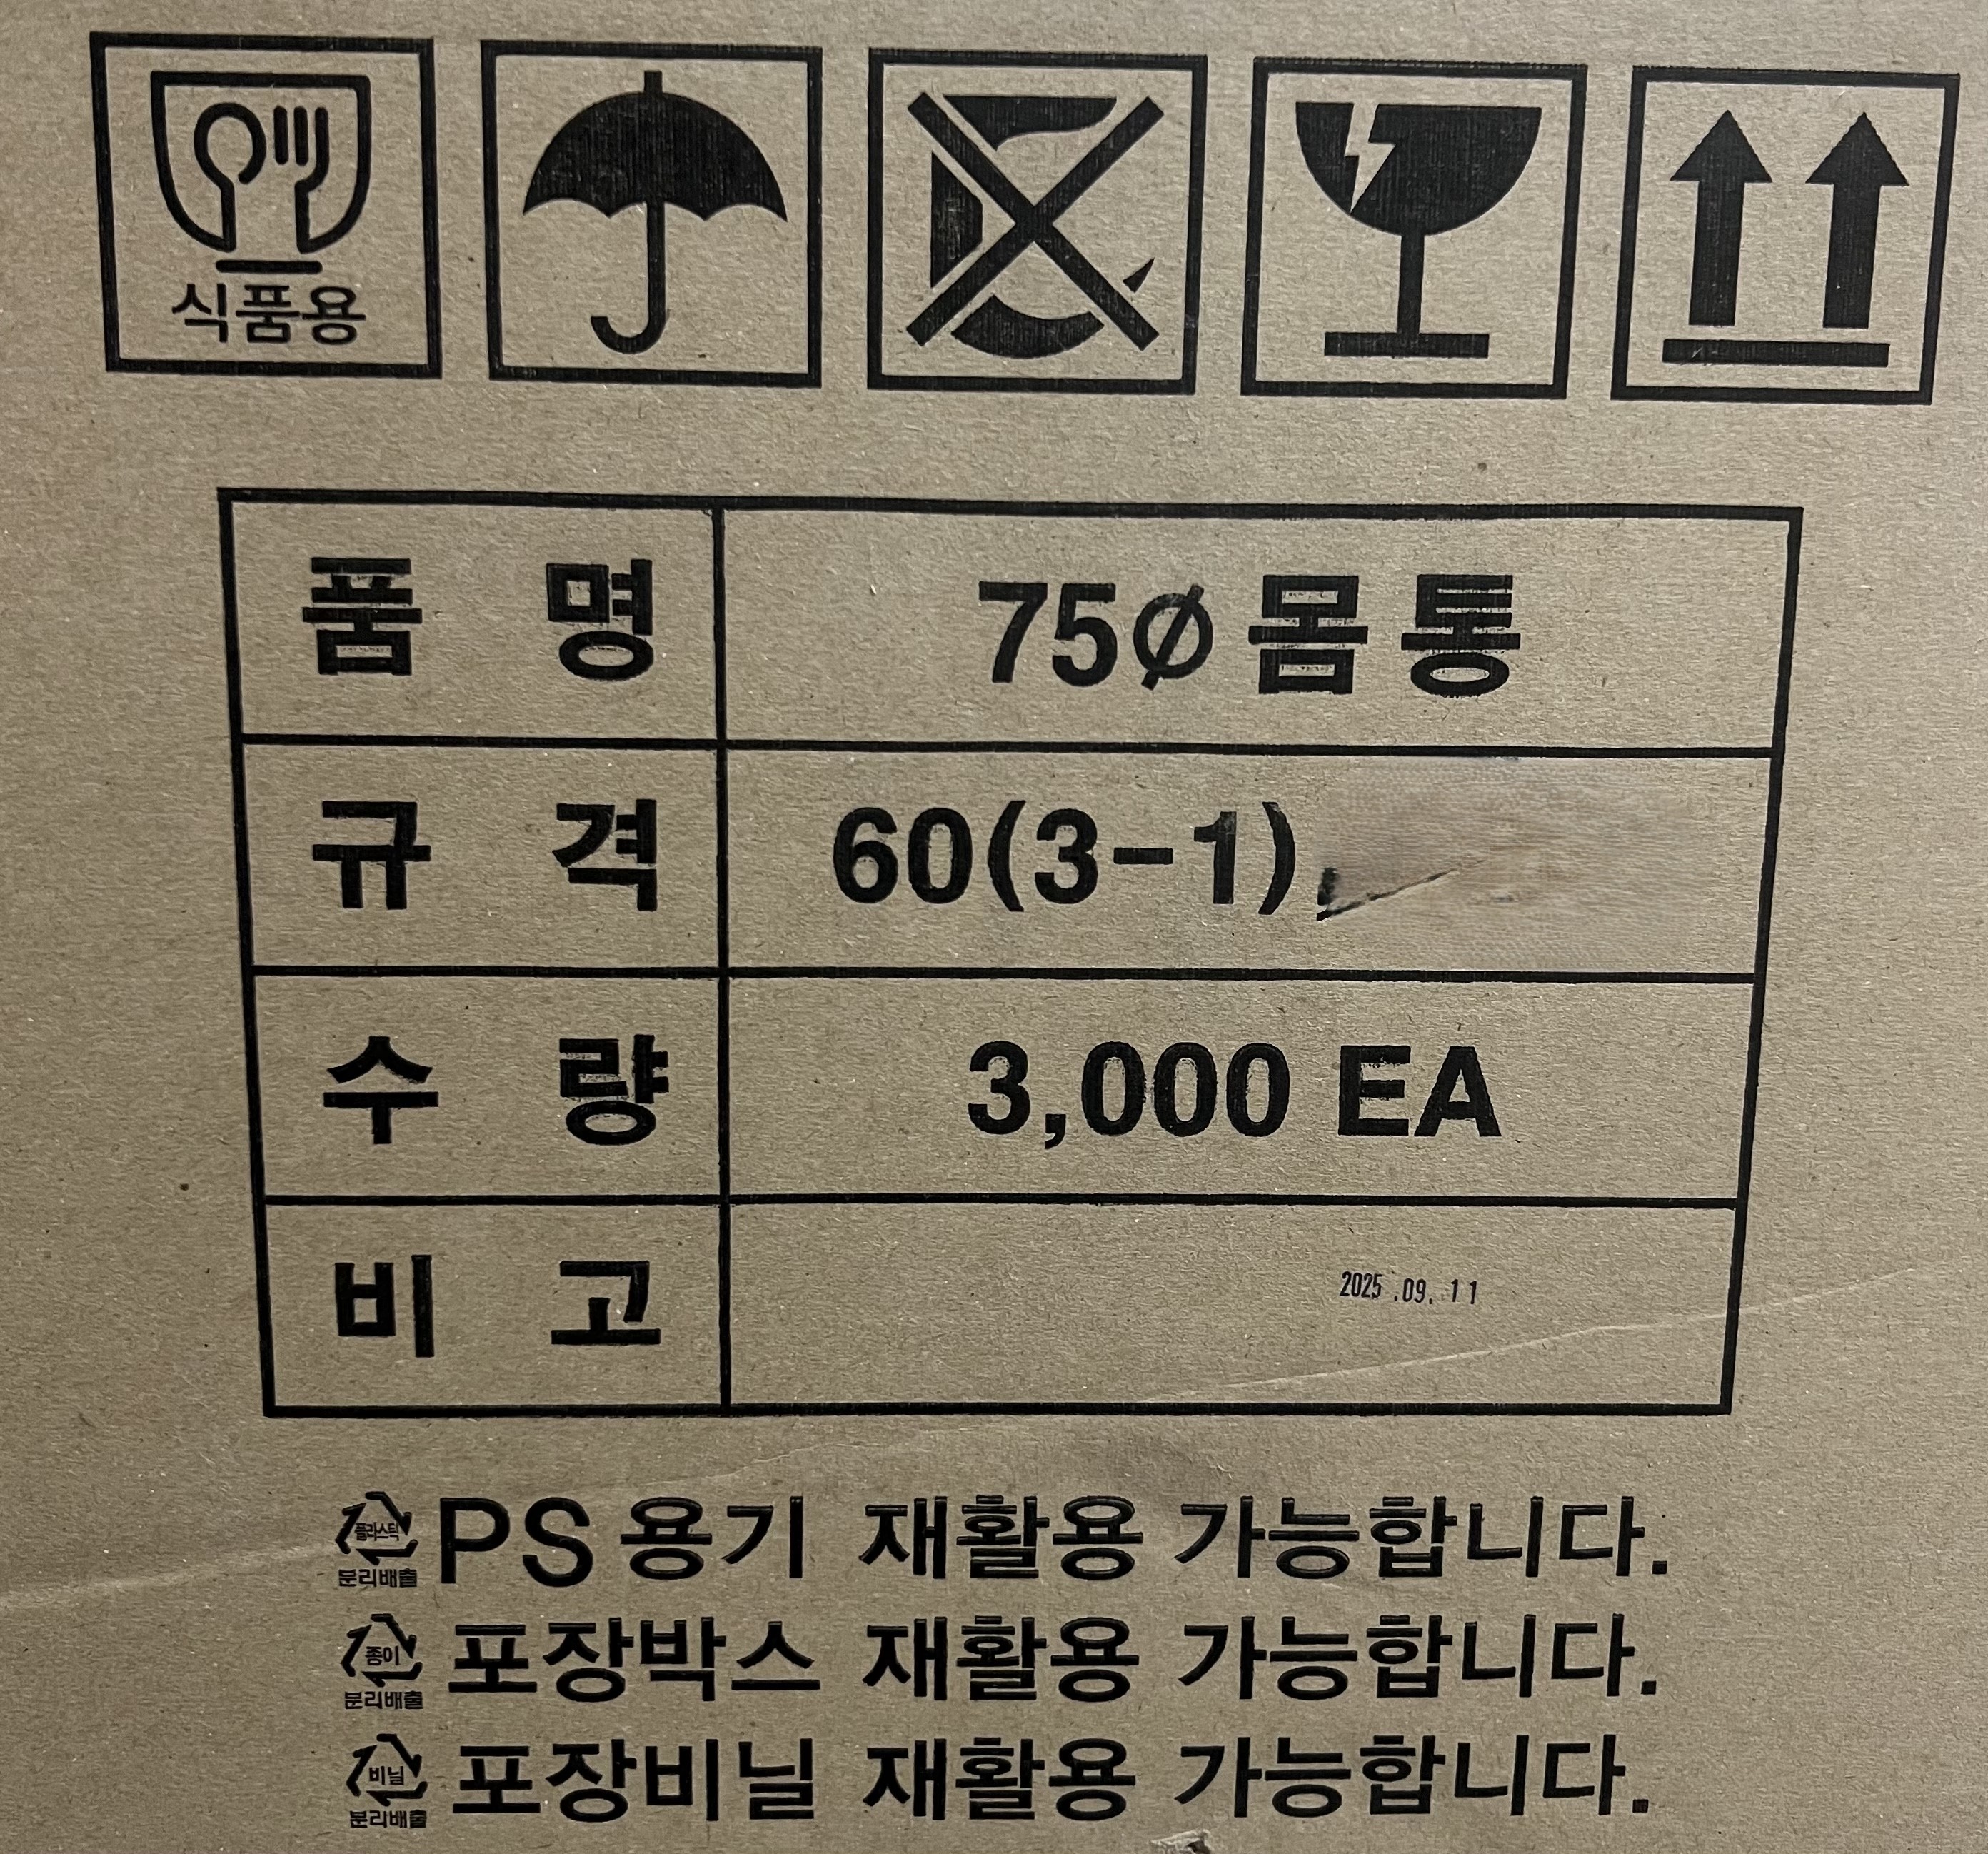 식품용
품 명 75Ø 몸통
규 격 60(3-1),
수 량 3,000 EA
비 고 2025.09.11
플라스틱
분리배출
PS용기 재활용 가능합니다.
종이
분리배출
포장박스 재활용 가능합니다.
비닐
분리배출
포장비닐 재활용 가능합니다.